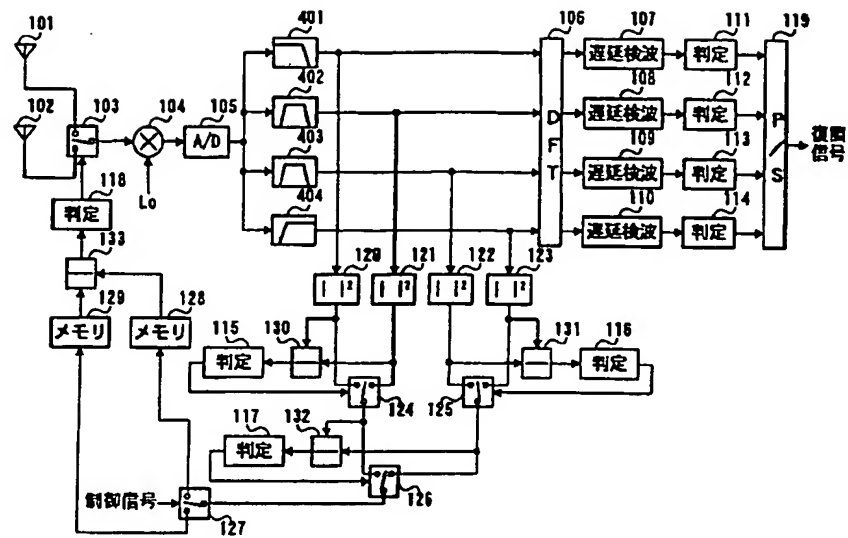 101
102
103
104
105
A/D
Lo
118
判定
133
129
メモリ
128
メモリ
401
402
403
404
106
D
F
T
107
遅延検波
108
遅延検波
109
遅延検波
110
遅延検波
111
判定
112
判定
113
判定
114
判定
119
P
S
復調
信号
120
| |²
121
| |²
122
| |²
123
| |²
115
判定
130
131
116
判定
124
125
117
判定
132
126
制御信号
127